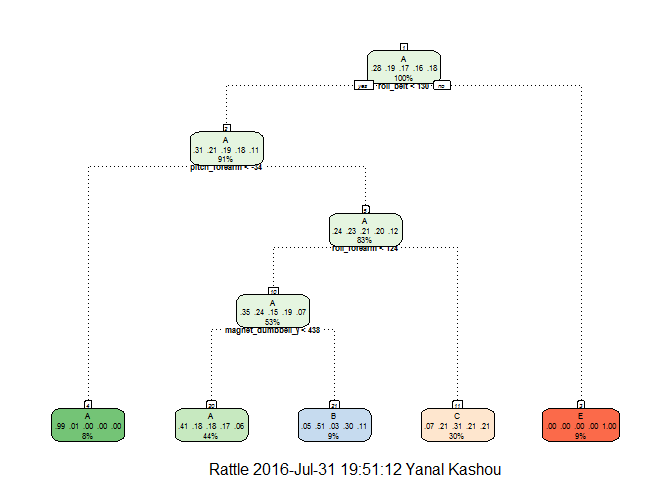 1
A
.28 .19 .17 .16 .18
100%
yes roll_belt < 130 no
2
A
.31 .21 .19 .18 .11
91%
pitch_forearm < -34
5
A
.24 .23 .21 .20 .12
83%
roll_forearm < 124
10
A
.35 .24 .15 .19 .07
53%
magnet_dumbbell_y < 438
4
A
.99 .01 .00 .00 .00
8%
20
A
.41 .18 .18 .17 .06
44%
21
B
.05 .51 .03 .30 .11
9%
11
C
.07 .21 .31 .21 .21
30%
3
E
.00 .00 .00 .00 1.00
9%
Rattle 2016-Jul-31 19:51:12 Yanal Kashou